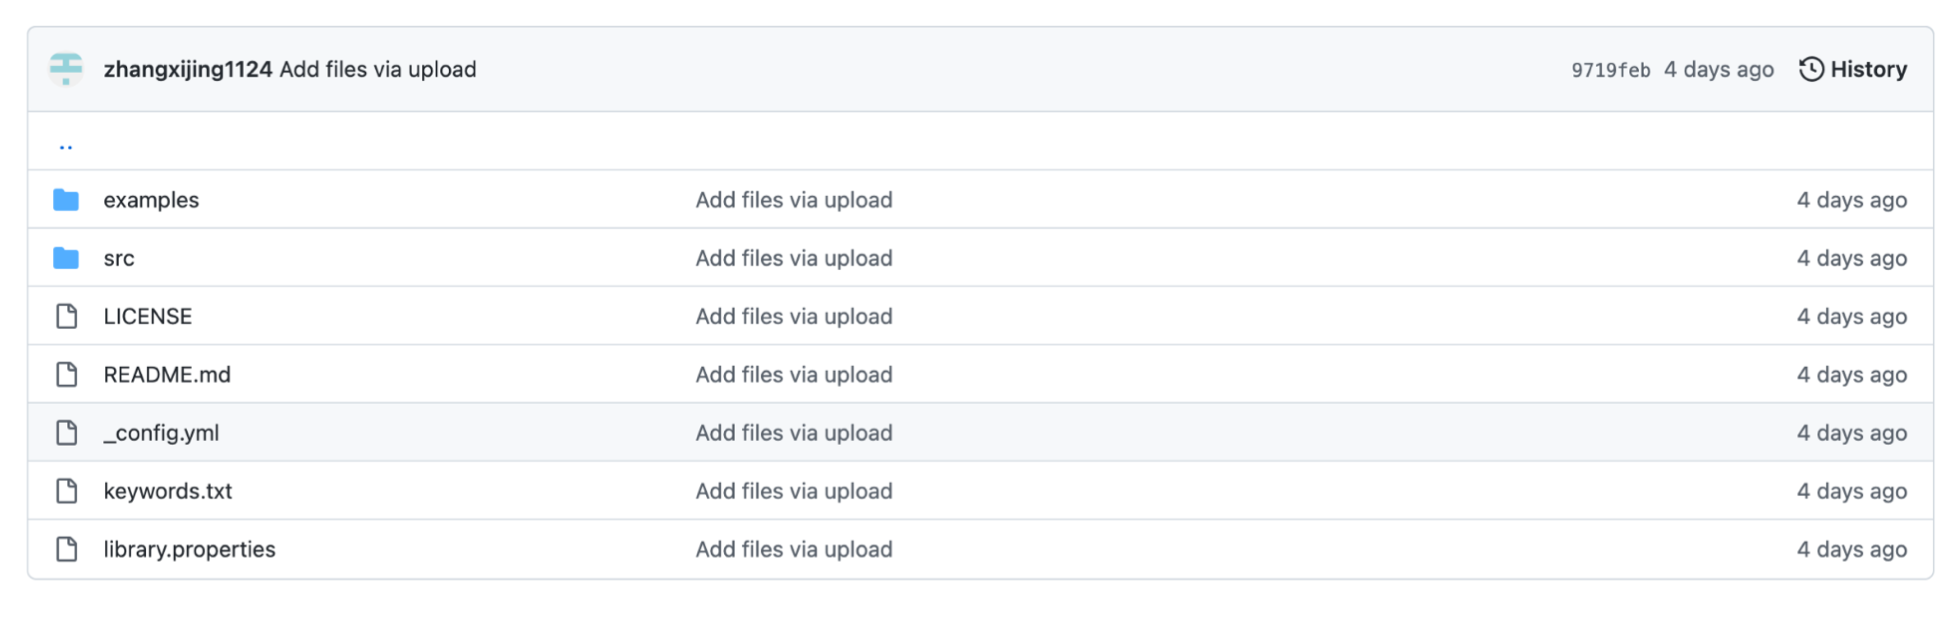 zhangxijing1124 Add files via upload 9719feb 4 days ago History
..
examples Add files via upload 4 days ago
src Add files via upload 4 days ago
LICENSE Add files via upload 4 days ago
README.md Add files via upload 4 days ago
_config.yml Add files via upload 4 days ago
keywords.txt Add files via upload 4 days ago
library.properties Add files via upload 4 days ago